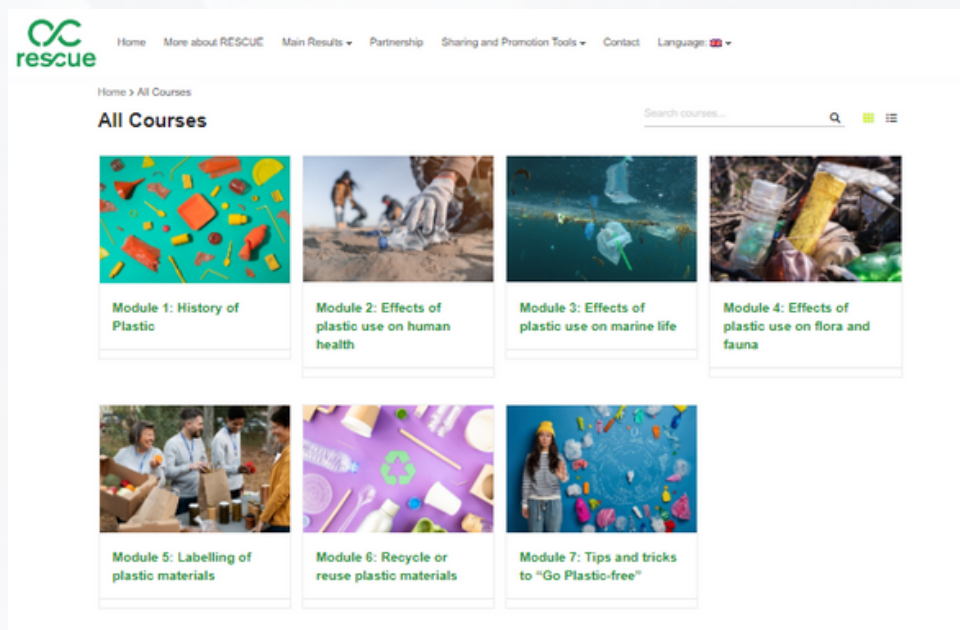 rescue
Home More about RESCUE Main Results Partnership Sharing and Promotion Tools Contact Language:
Home > All Courses
All Courses
Search courses...
Module 1: History of
Plastic
Module 2: Effects of
plastic use on human
health
Module 3: Effects of
plastic use on marine life
Module 4: Effects of
plastic use on flora and
fauna
Module 5: Labelling of
plastic materials
Module 6: Recycle or
reuse plastic materials
Module 7: Tips and tricks
to “Go Plastic-free”